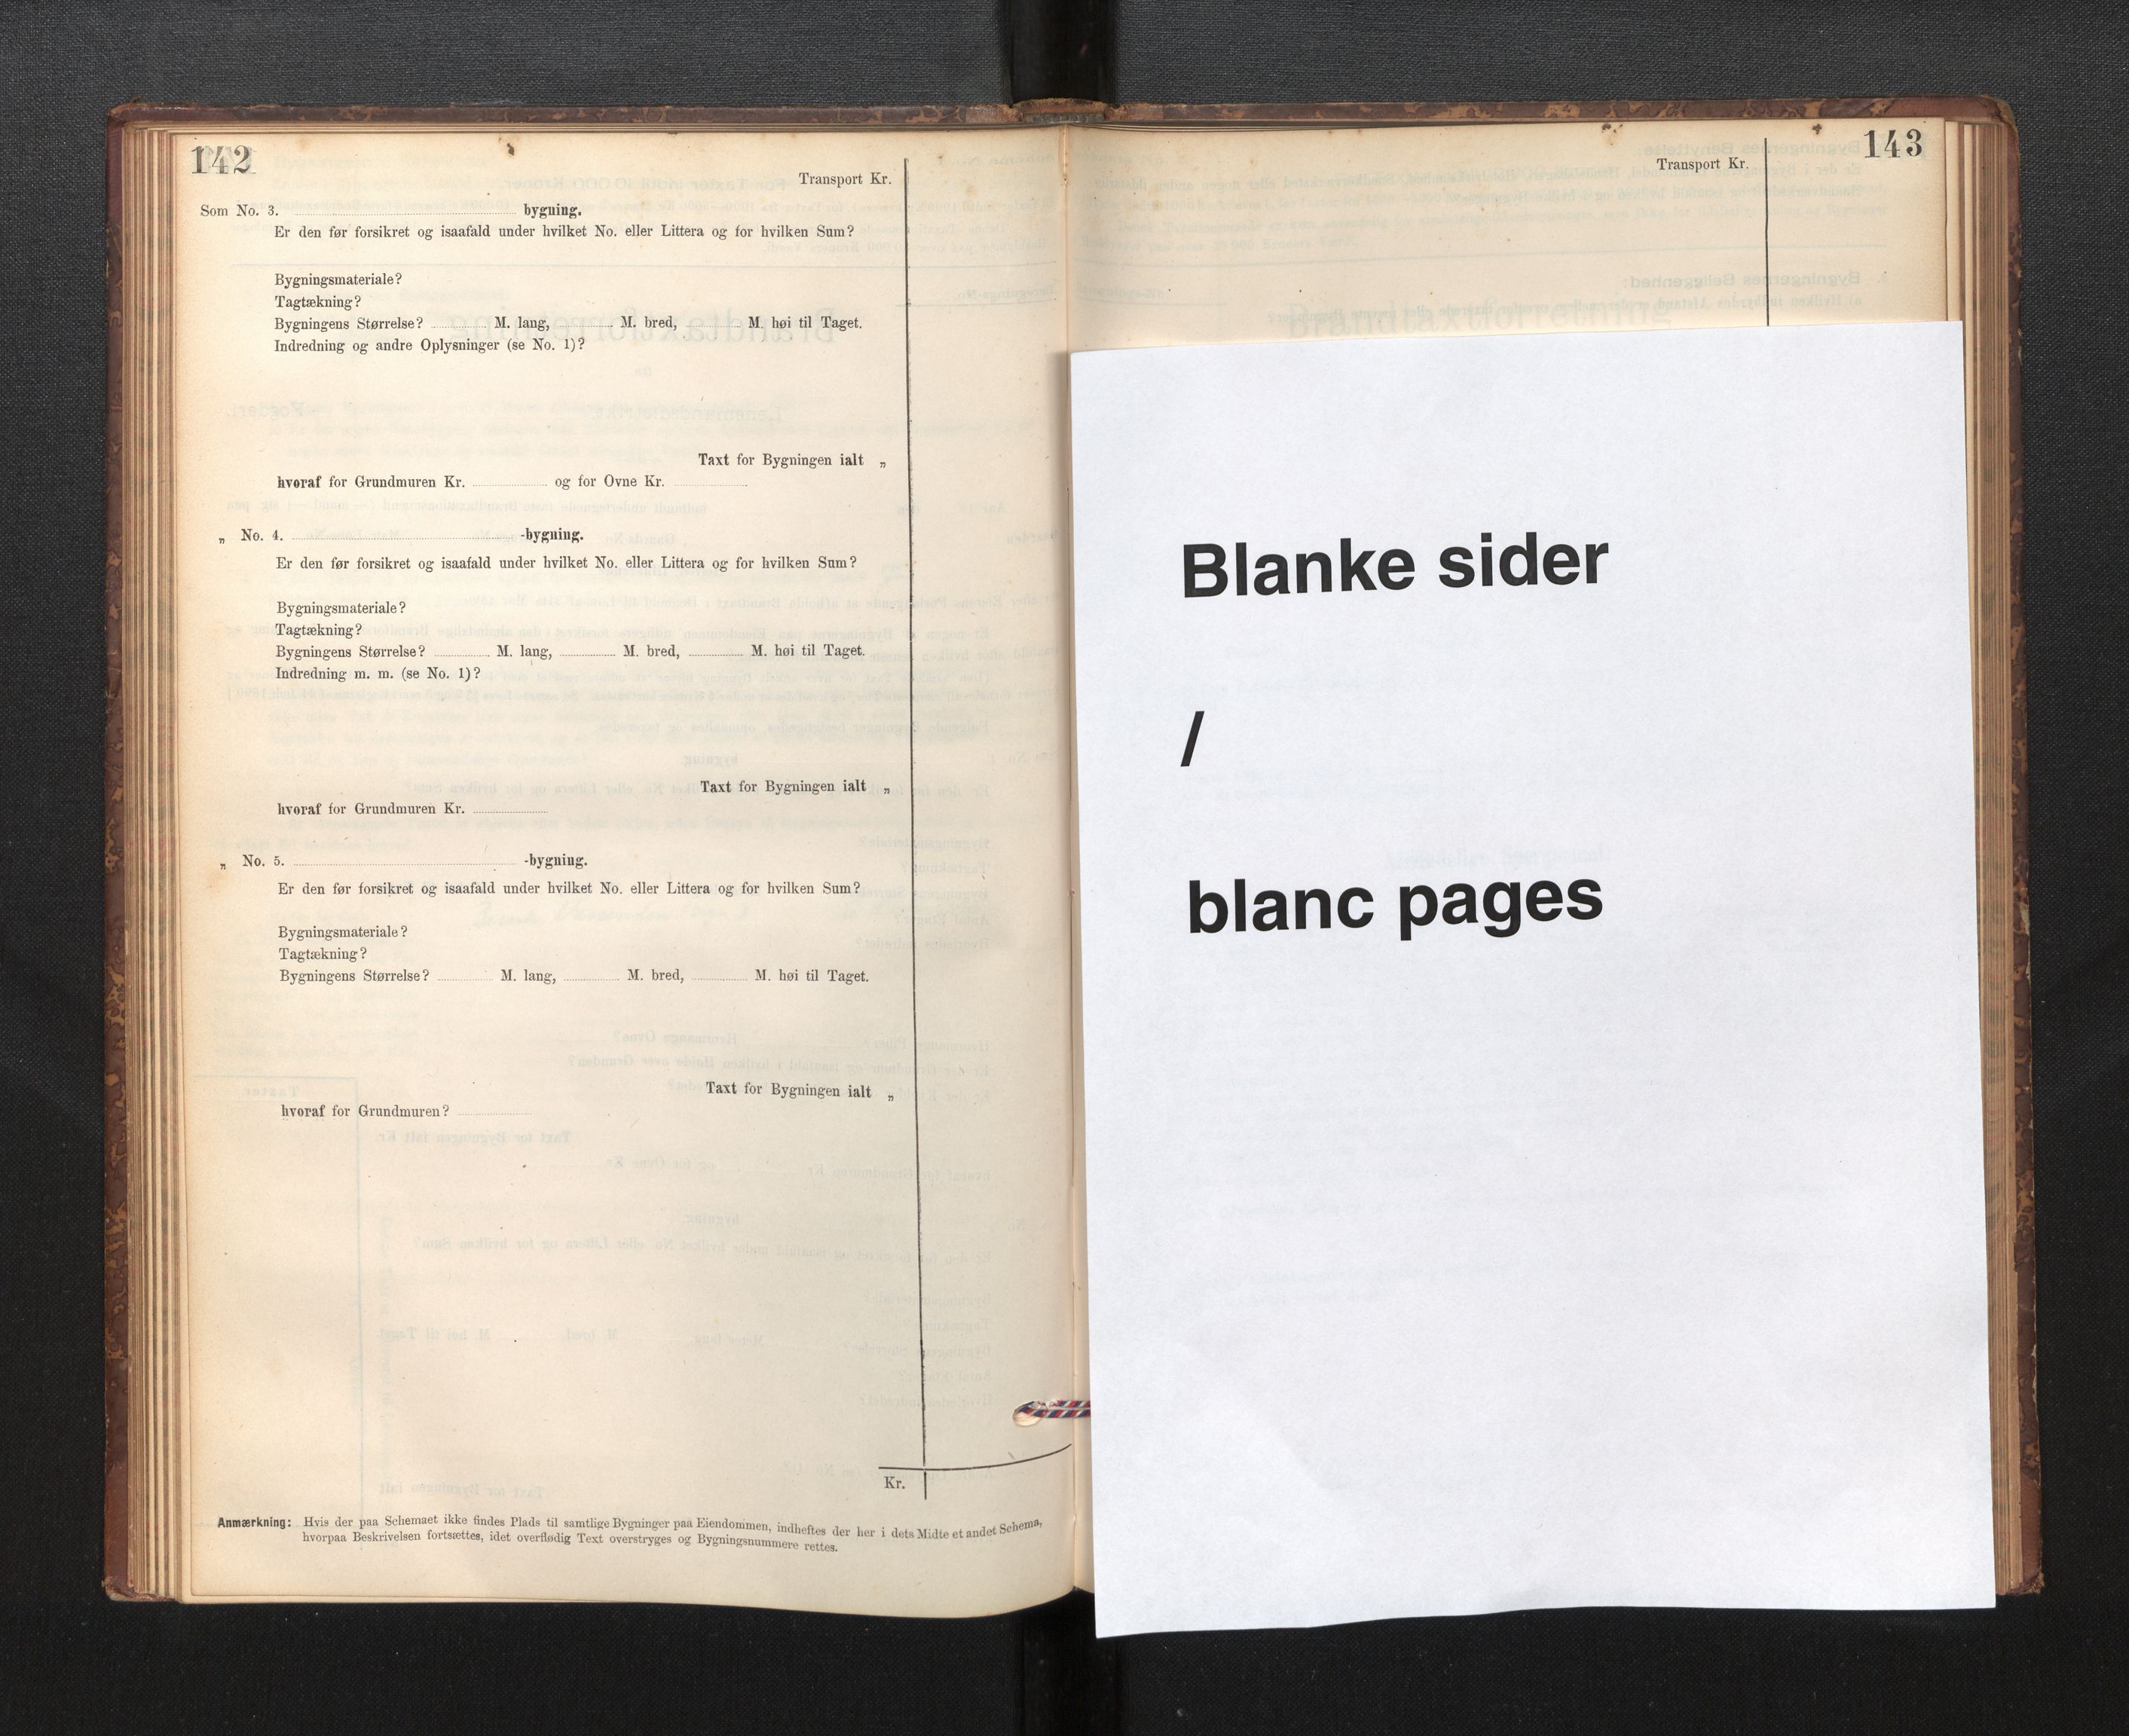 142
Transport Kr.
Som No. 3. bygning.
Er den før forsikret og isaafald under hvilket No. eller Littera og for hvilken Sum?
Bygningsmateriale?
Tagtækning?
Bygningens Størrelse? M. lang, M. bred, M. høi til Taget.
Indredning og andre Oplysninger (se No. 1)?
Taxt for Bygningen ialt „
hvoraf for Grundmuren Kr. og for Ovne Kr.
„ No. 4. -bygning.
Er den før forsikret og isaafald under hvilket No. eller Littera og for hvilken Sum?
Bygningsmateriale?
Tagtækning?
Bygningens Størrelse? M. lang, M. bred, M. høi til Taget.
Indredning m. m. (se No. 1)?
Taxt for Bygningen ialt „
hvoraf for Grundmuren Kr.
„ No. 5. -bygning.
Er den før forsikret og isaafald under hvilket No. eller Littera og for hvilken Sum?
Bygningsmateriale?
Tagtækning?
Bygningens Størrelse? M. lang, M. bred, M. høi til Taget.
Taxt for Bygningen ialt „
hvoraf for Grundmuren?
Kr.
Anmærkning: Hvis der paa Schemaet ikke findes Plads til samtlige Bygninger paa Eiendommen, indheftes der her i dets Midte et andet Schema,
hvorpaa Beskrivelsen fortsættes, idet overflødig Text overstryges og Bygningsnummere rettes.
143
Transport Kr.
Blanke sider
/
blanc pages